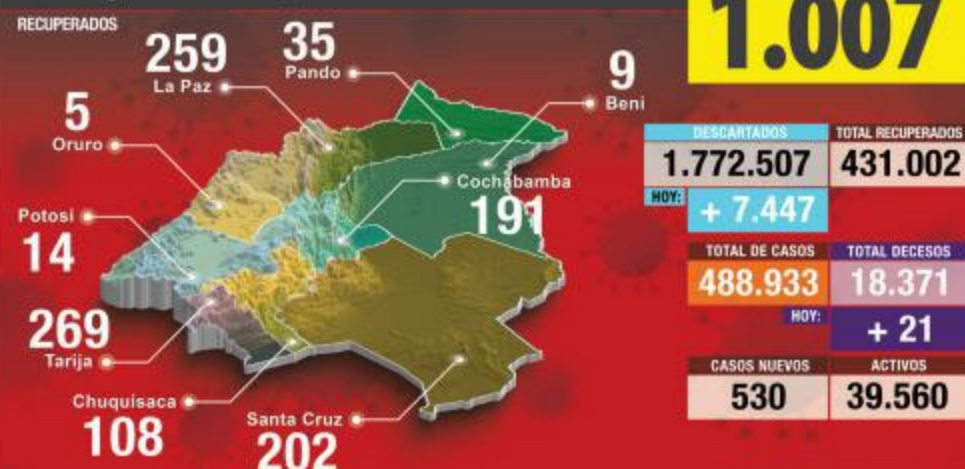 RECUPERADOS
1.007
259
La Paz
35
Pando
9
Beni
5
Oruro
Cochabamba
191
Potosi
14
269
Tarija
Chuquisaca
108
Santa Cruz
202
DESCARTADOS
1.772.507
HOY:
+ 7.447
TOTAL RECUPERADOS
431.002
TOTAL DE CASOS
488.933
TOTAL DECESOS
18.371
HOY:
+ 21
CASOS NUEVOS
530
ACTIVOS
39.560